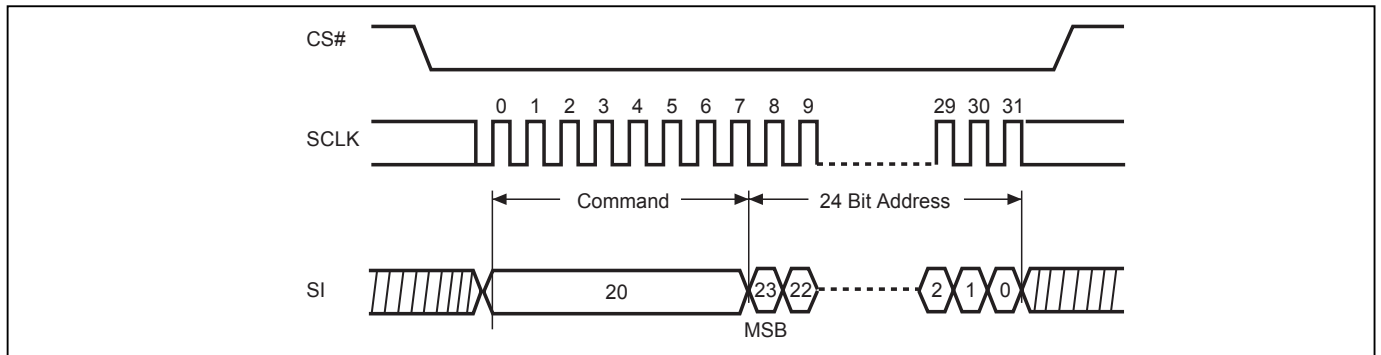 CS#
0 1 2 3 4 5 6 7 8 9 29 30 31
SCLK
Command 24 Bit Address
SI 20 23 22 2 1 0
MSB